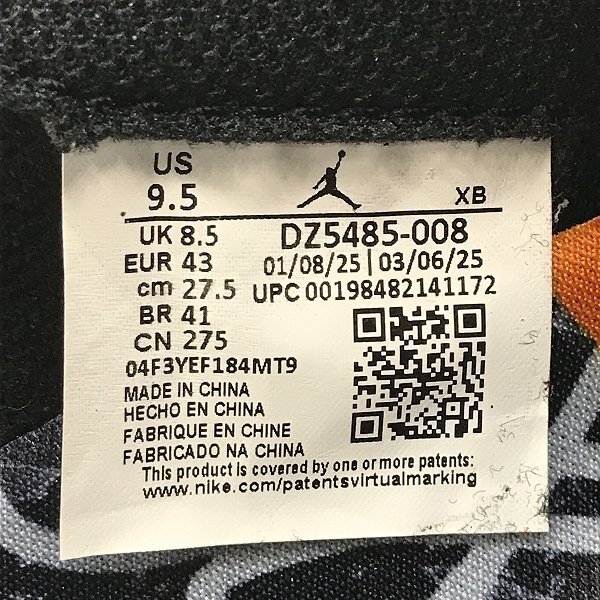 US
9.5
XB
UK 8.5
EUR 43
cm 27.5
BR 41
CN 275
DZ5485-008
01/08/25 | 03/06/25
UPC 00198482141172
04F3YEF184MT9
MADE IN CHINA
HECHO EN CHINA
FABRIQUE EN CHINE
FABRICADO NA CHINA
This product is covered by one or more patents:
www.nike.com/patentsvirtualmarking